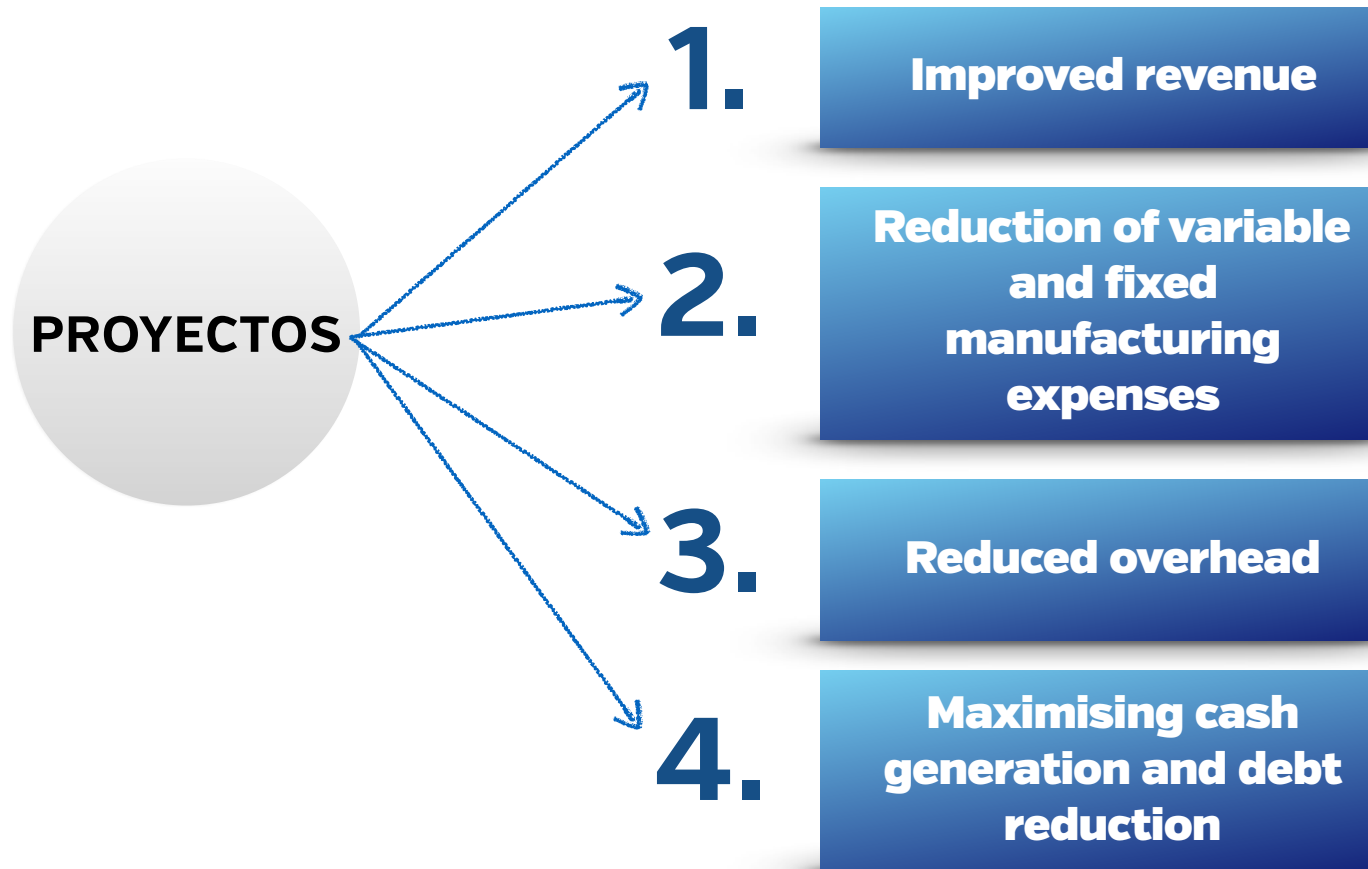 PROYECTOS
1.
Improved revenue
2.
Reduction of variable
and fixed
manufacturing
expenses
3.
Reduced overhead
4.
Maximising cash
generation and debt
reduction